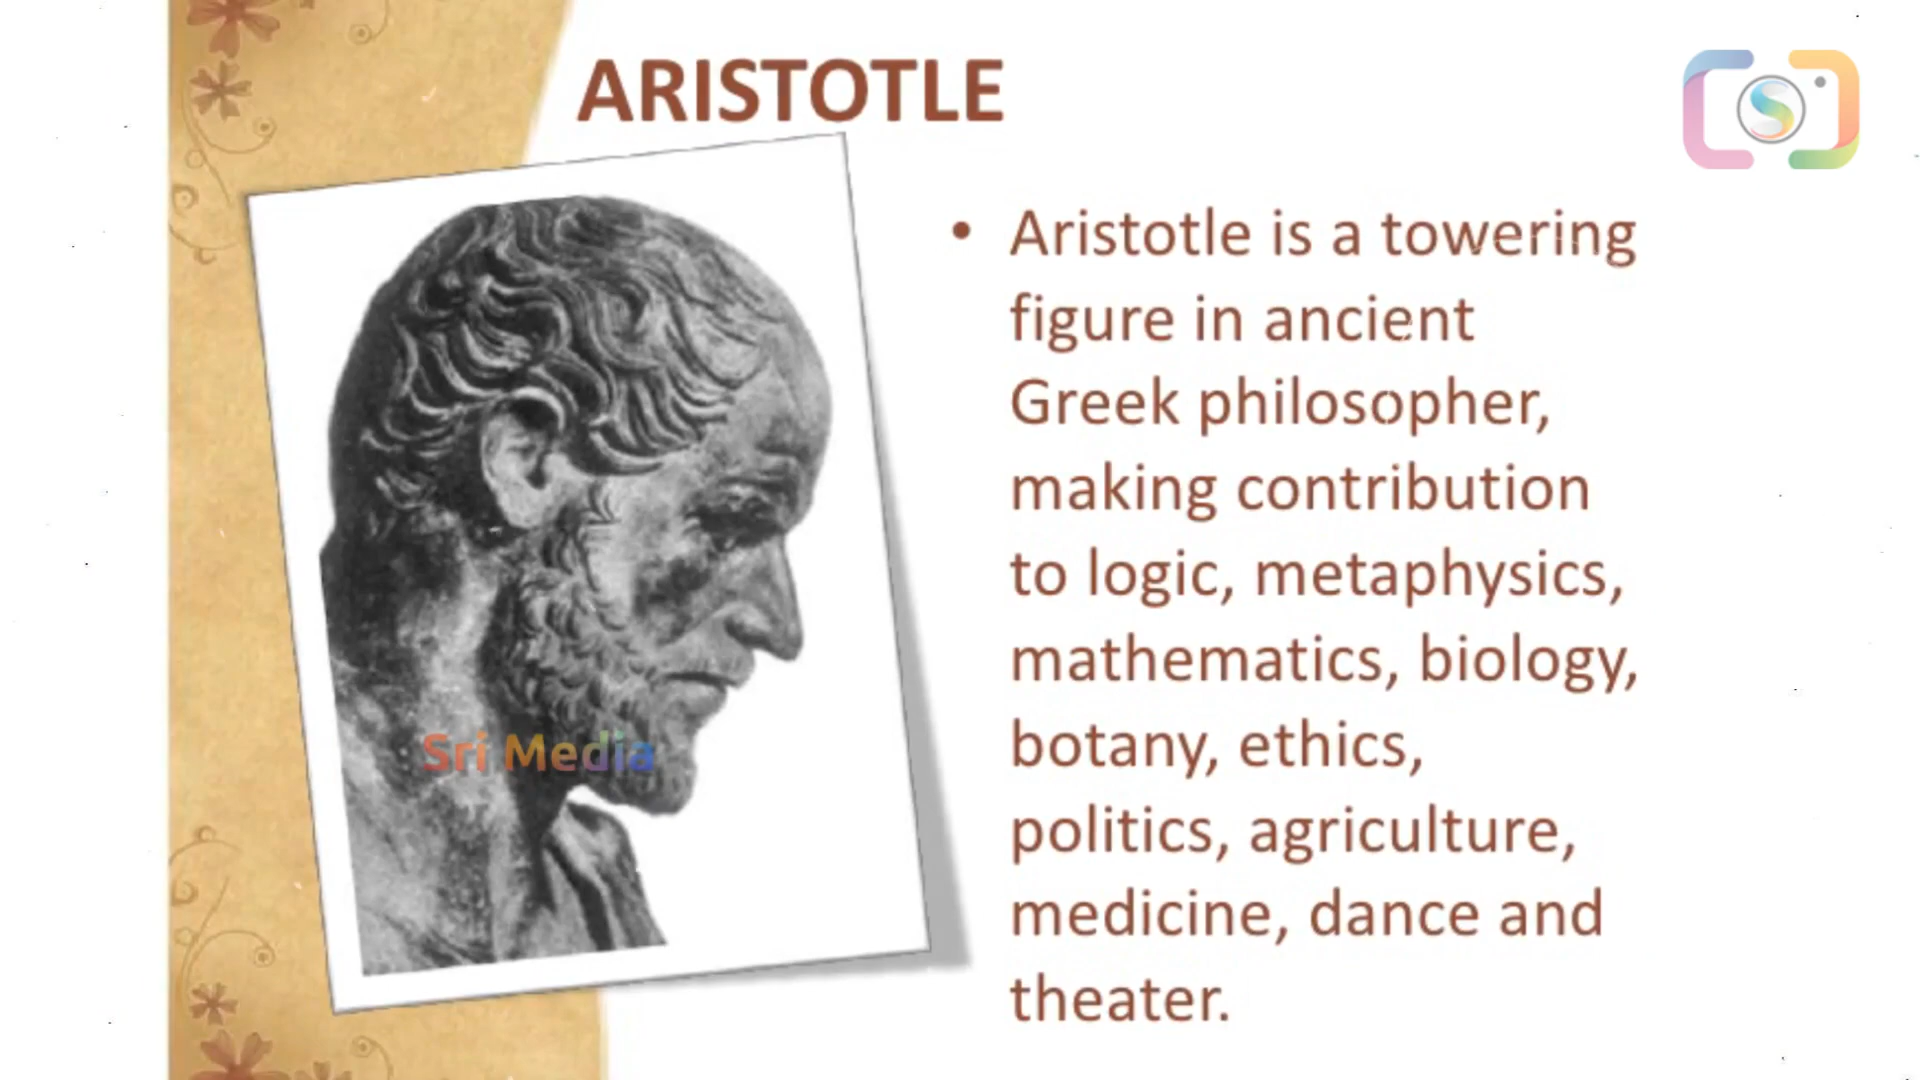 ARISTOTLE
• Aristotle is a towering
figure in ancient
Greek philosopher,
making contribution
to logic, metaphysics,
mathematics, biology,
botany, ethics,
politics, agriculture,
medicine, dance and
theater.
Sri Media